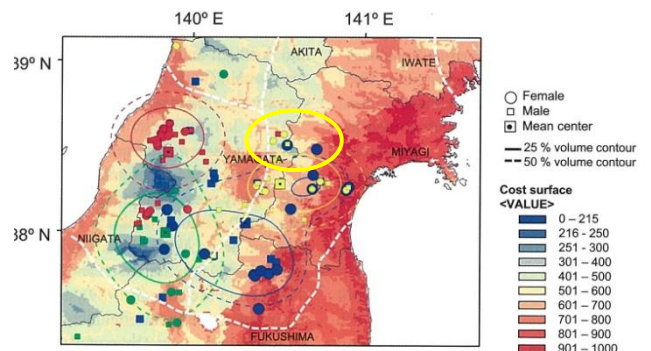 140° E
141° E
39° N
38° N
AKITA
IWATE
YAMAGATA
MIYAGI
NIIGATA
FUKUSHIMA
Female
Male
Mean center
25 % volume contour
50 % volume contour
Cost surface
<VALUE>
0 – 215
216 - 250
251 - 300
301 – 400
401 – 500
501 – 600
601 – 700
701 – 800
801 – 900
901 - 1000